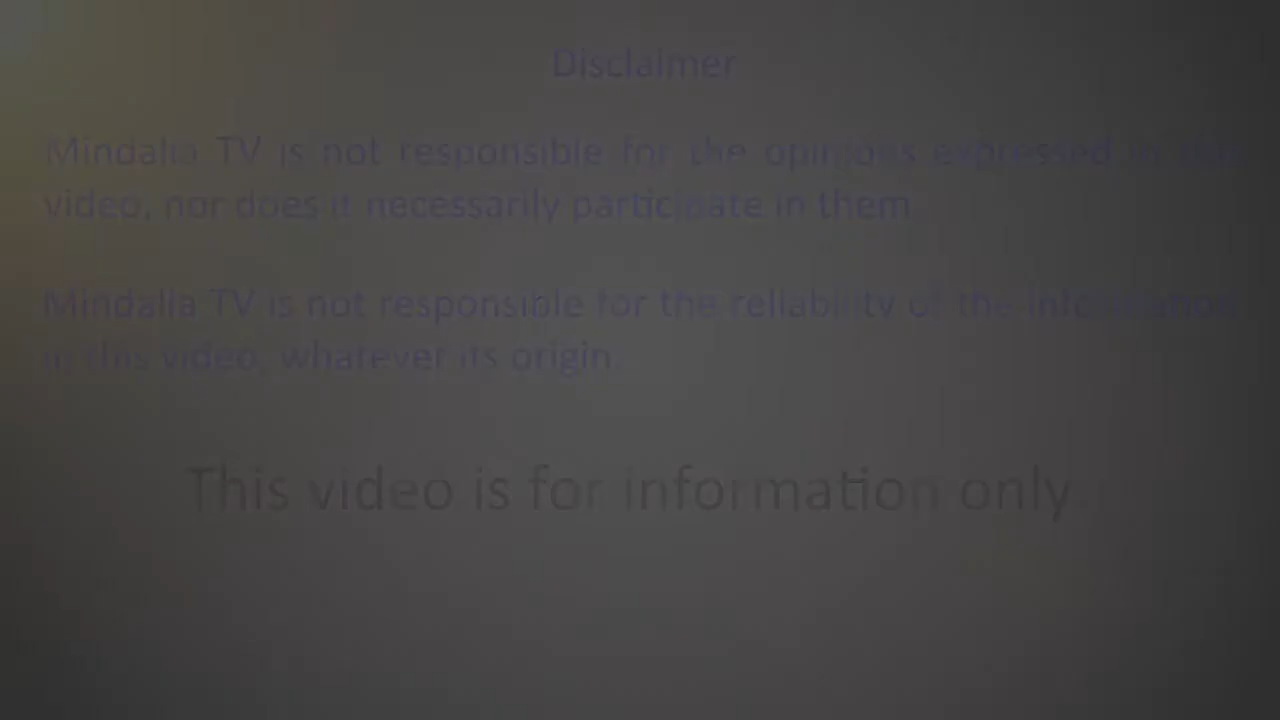 Disclaimer
Mindalia TV is not responsible for the opinions expressed in this
video, nor does it necessarily participate in them.
Mindalia TV is not responsible for the reliability of the information
in this video, whatever its origin.
This video is for information only.